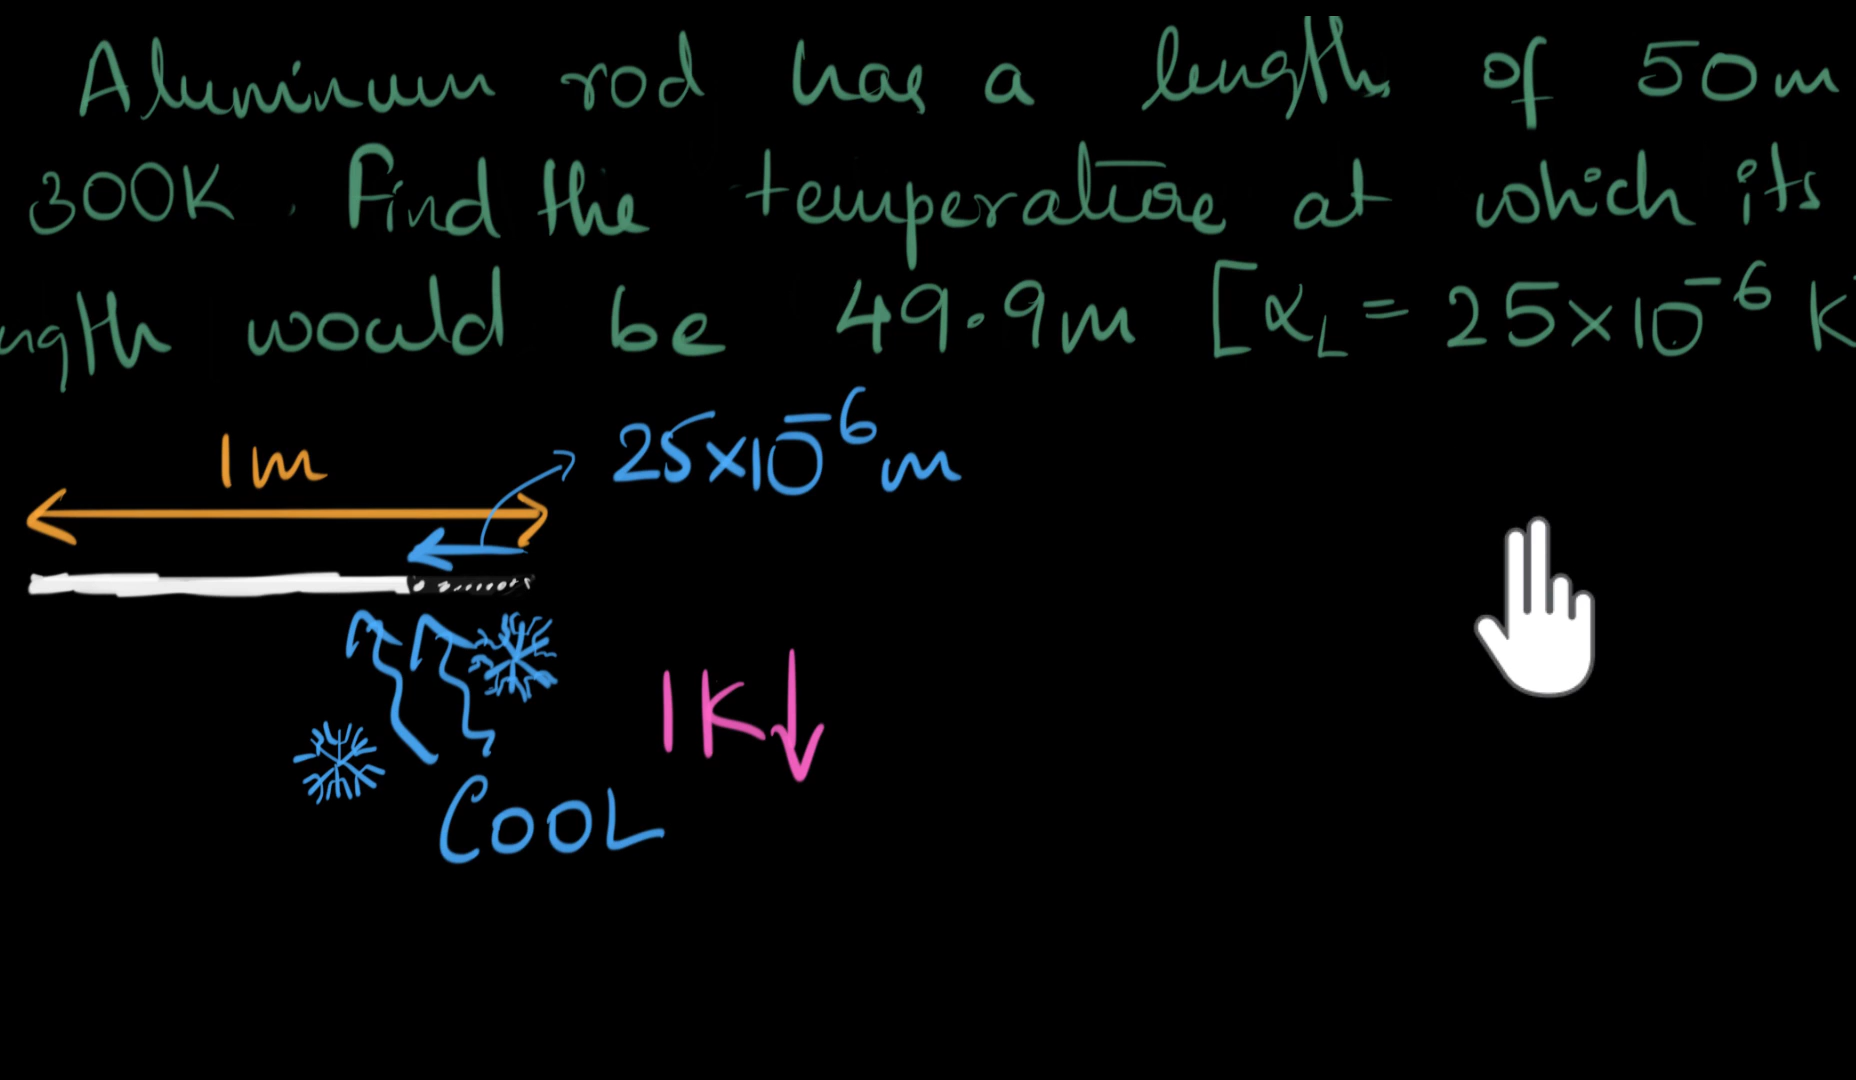 Aluminum rod has a length of 50m
300K. Find the temperature at which its
ngth would be 49.9m [αL = 25×10⁻⁶ K
1m
25×10⁻⁶m
1K↓
COOL